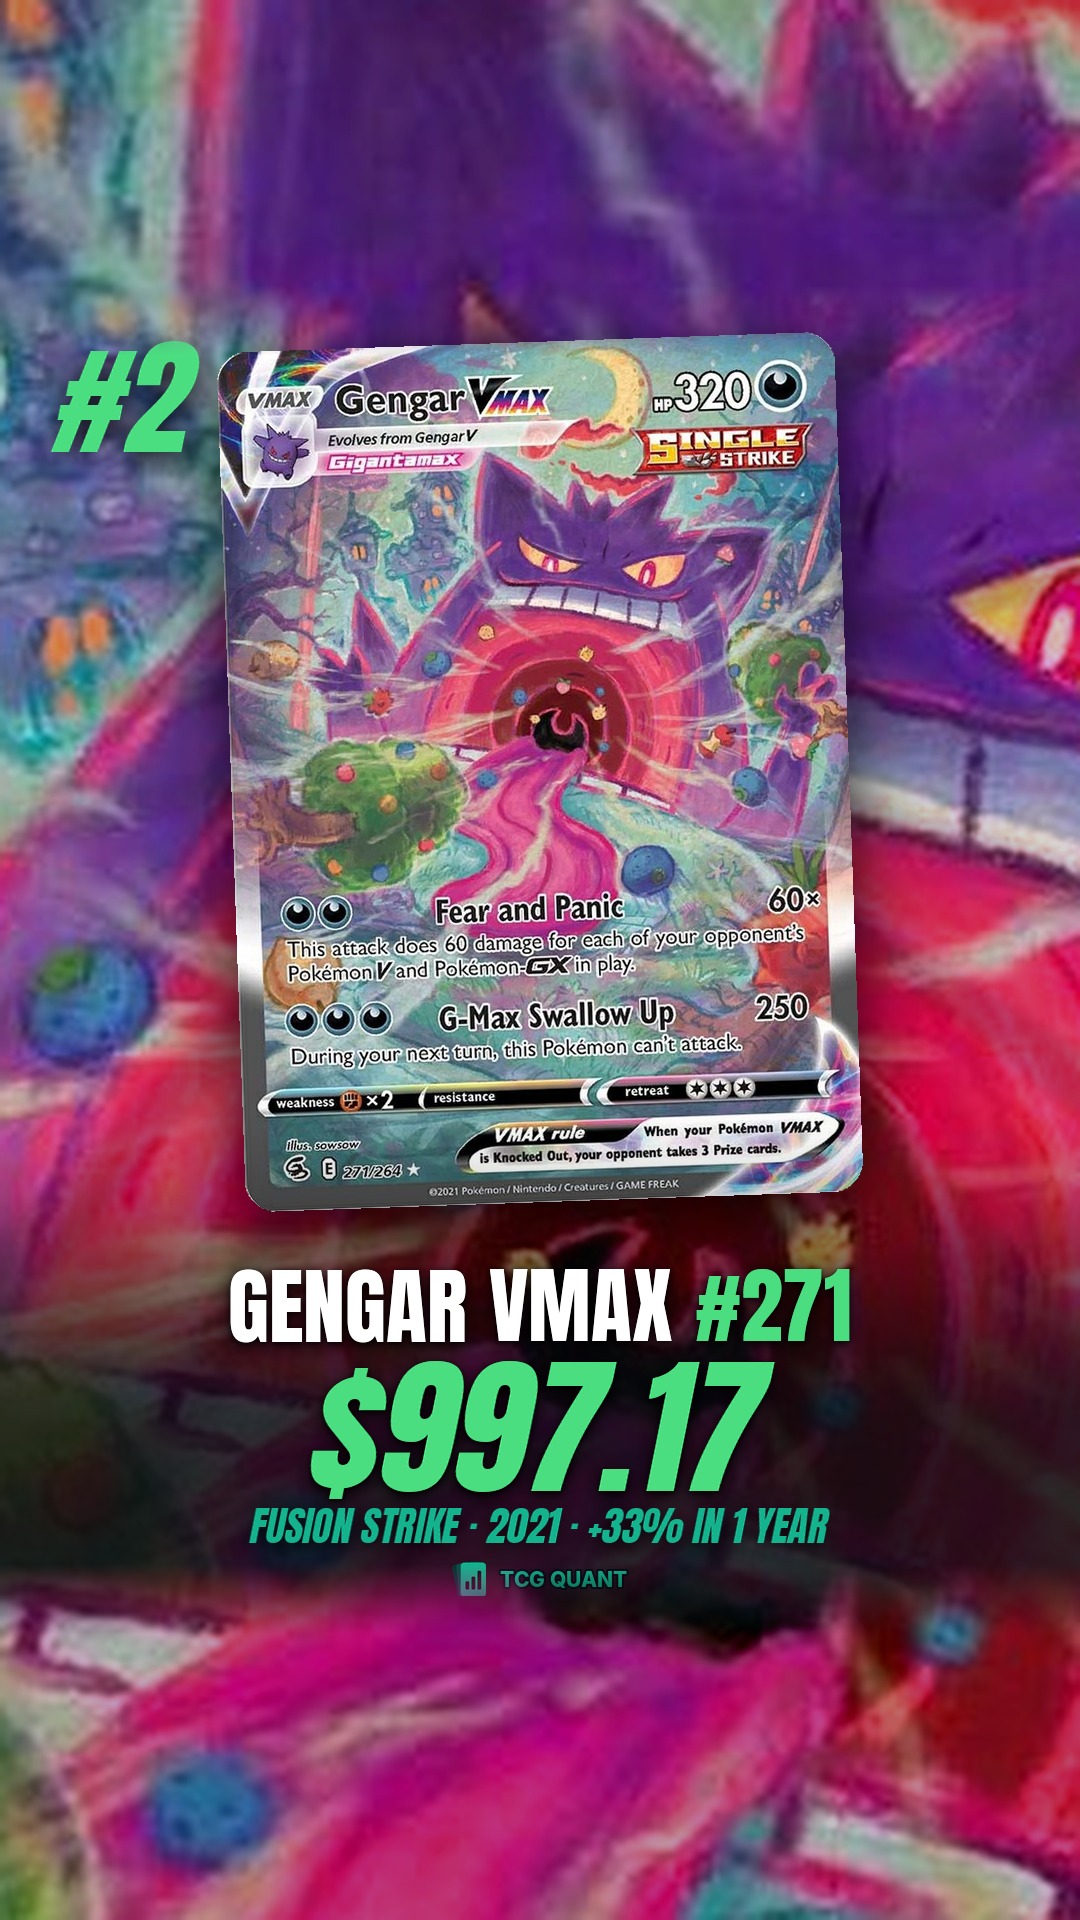 #2
VMAX
Gengar VMAX
HP 320
Evolves from Gengar V
Gigantamax
SINGLE STRIKE
Fear and Panic 60×
This attack does 60 damage for each of your opponent's
Pokémon V and Pokémon-GX in play.
G-Max Swallow Up 250
During your next turn, this Pokémon can't attack.
weakness ×2 resistance retreat
VMAX rule When your Pokémon VMAX
is Knocked Out, your opponent takes 3 Prize cards.
Illus. sowsow
E 271/264 ★
©2021 Pokémon / Nintendo / Creatures / GAME FREAK
GENGAR VMAX #271
$997.17
FUSION STRIKE · 2021 · +33% IN 1 YEAR
TCG QUANT